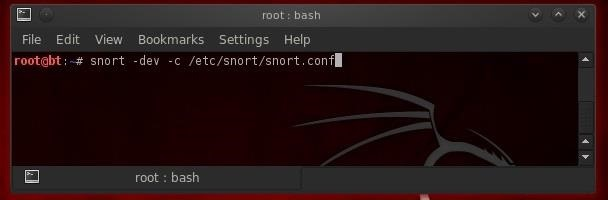 root : bash
File Edit View Bookmarks Settings Help
root@bt:~# snort -dev -c /etc/snort/snort.conf
root : bash